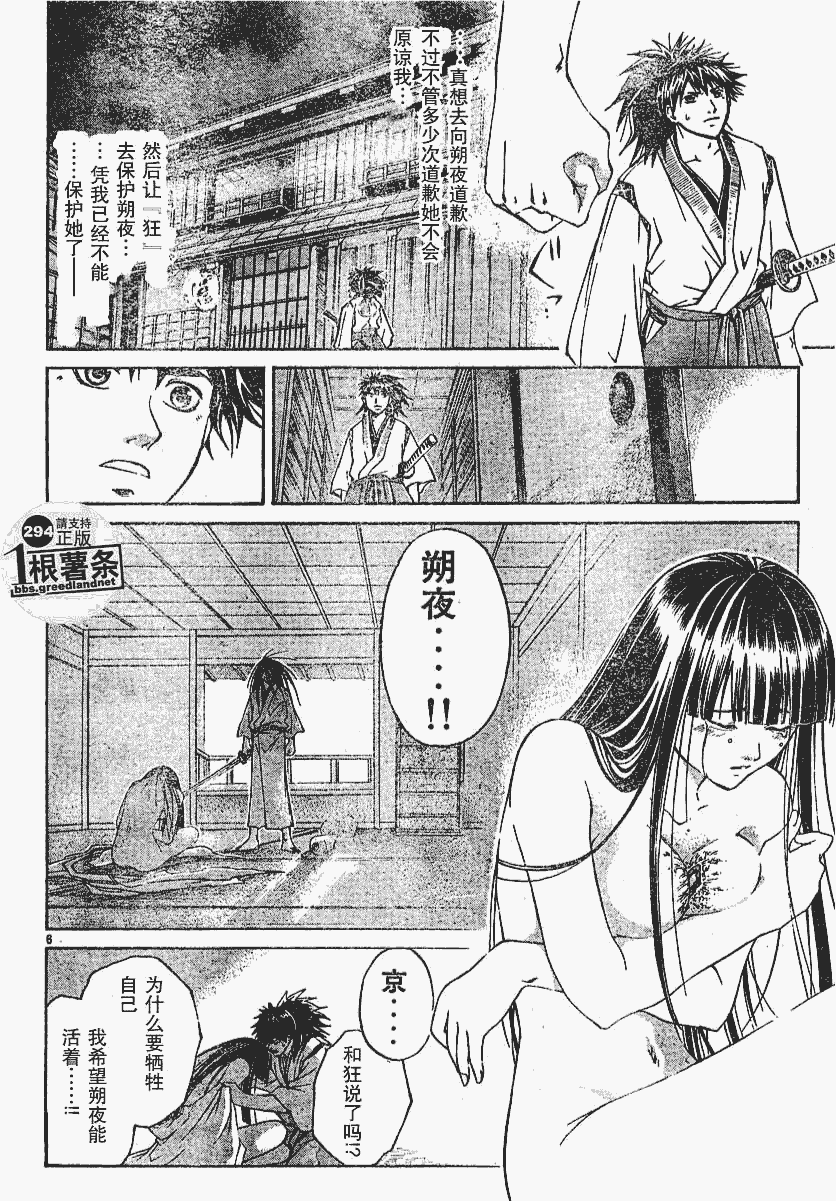 ……真想去向朔夜道歉
不过不管多少次道歉她不会
原谅我…
然后让『狂』
去保护朔夜…
…凭我已经不能
……保护她了——
294
請支持
正版
1根薯条
bbs.greedland.net
朔夜……!!
6
京……
和狂说了吗!?
为什么要牺牲
自己
我希望朔夜能
活着……!!